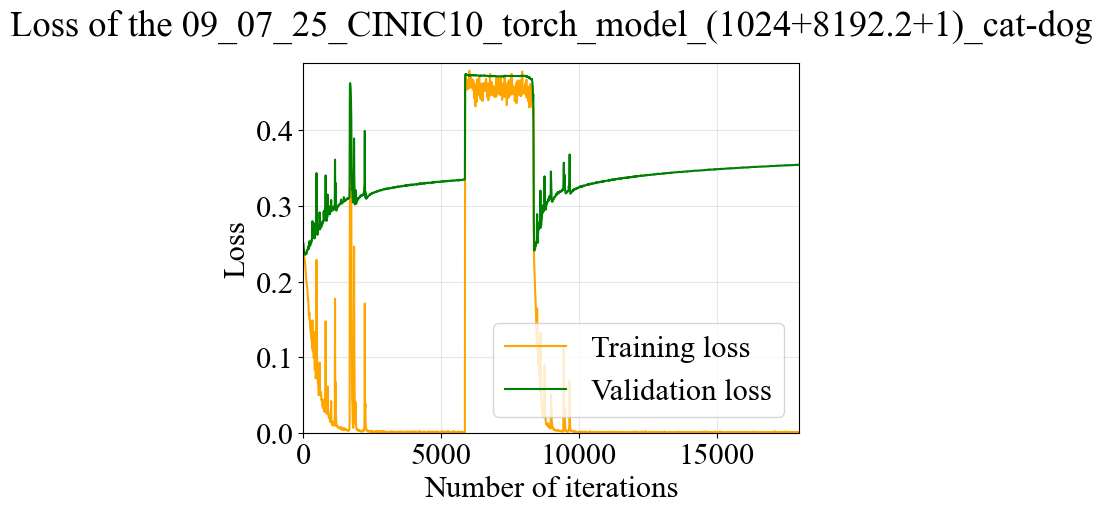 Loss of the 09_07_25_CINIC10_torch_model_(1024+8192.2+1)_cat-dog
Loss
0.4
0.3
0.2
0.1
0.0
Training loss
Validation loss
0 5000 10000 15000
Number of iterations